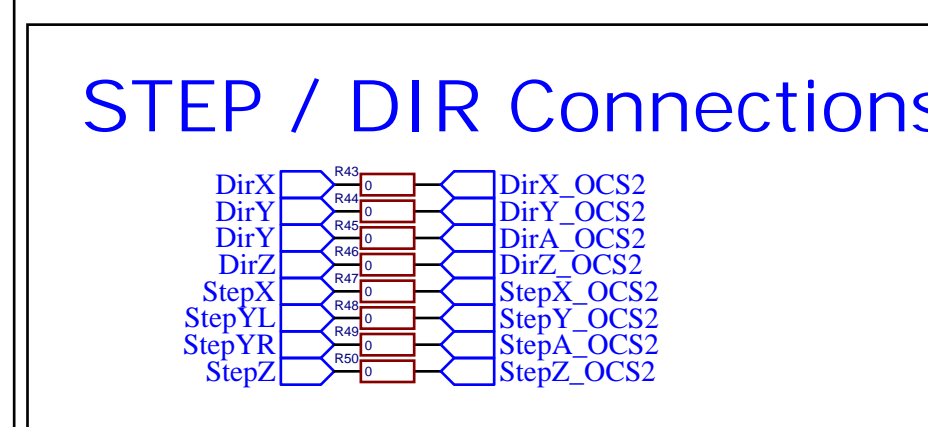 STEP / DIR Connections
DirX R43 0 DirX_OCS2
DirY R44 0 DirY_OCS2
DirY R45 0 DirA_OCS2
DirZ R46 0 DirZ_OCS2
StepX R47 0 StepX_OCS2
StepYL R48 0 StepY_OCS2
StepYR R49 0 StepA_OCS2
StepZ R50 0 StepZ_OCS2